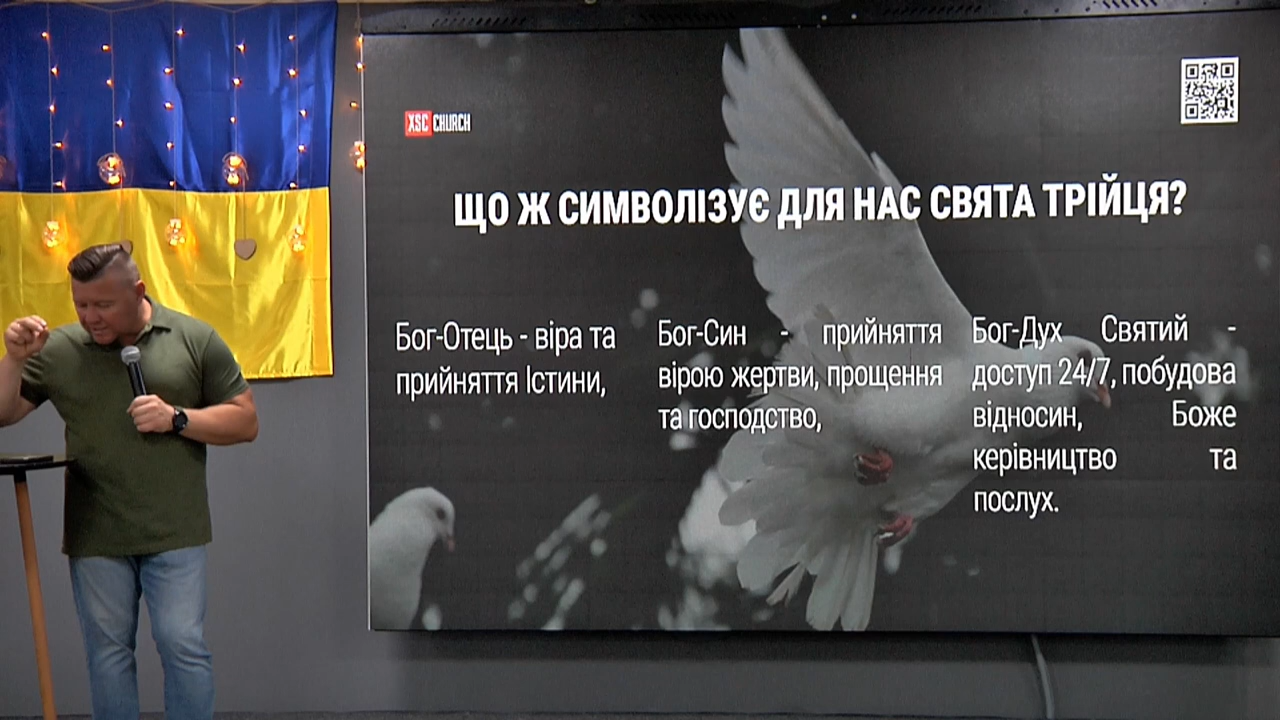 XSC CHURCH
ЩО Ж СИМВОЛІЗУЄ ДЛЯ НАС СВЯТА ТРІЙЦЯ?
Бог-Отець - віра та
прийняття Істини,
Бог-Син - прийняття
вірою жертви, прощення
та господство,
Бог-Дух Святий -
доступ 24/7, побудова
відносин, Боже
керівництво та
послух.